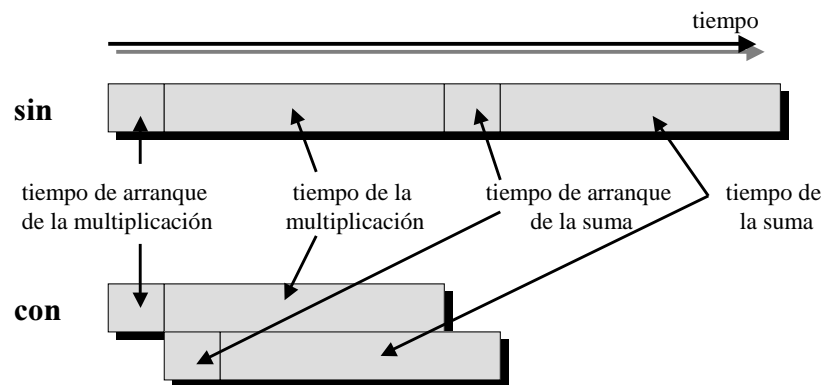 tiempo
sin
tiempo de arranque
de la multiplicación
tiempo de la
multiplicación
tiempo de arranque
de la suma
tiempo de
la suma
con